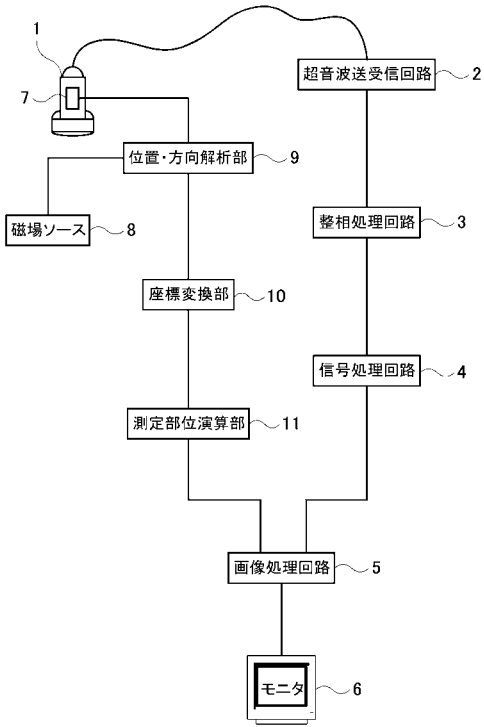 1
超音波送受信回路 2
7
位置・方向解析部 9
磁場ソース 8
整相処理回路 3
座標変換部 10
信号処理回路 4
測定部位演算部 11
画像処理回路 5
モニタ 6